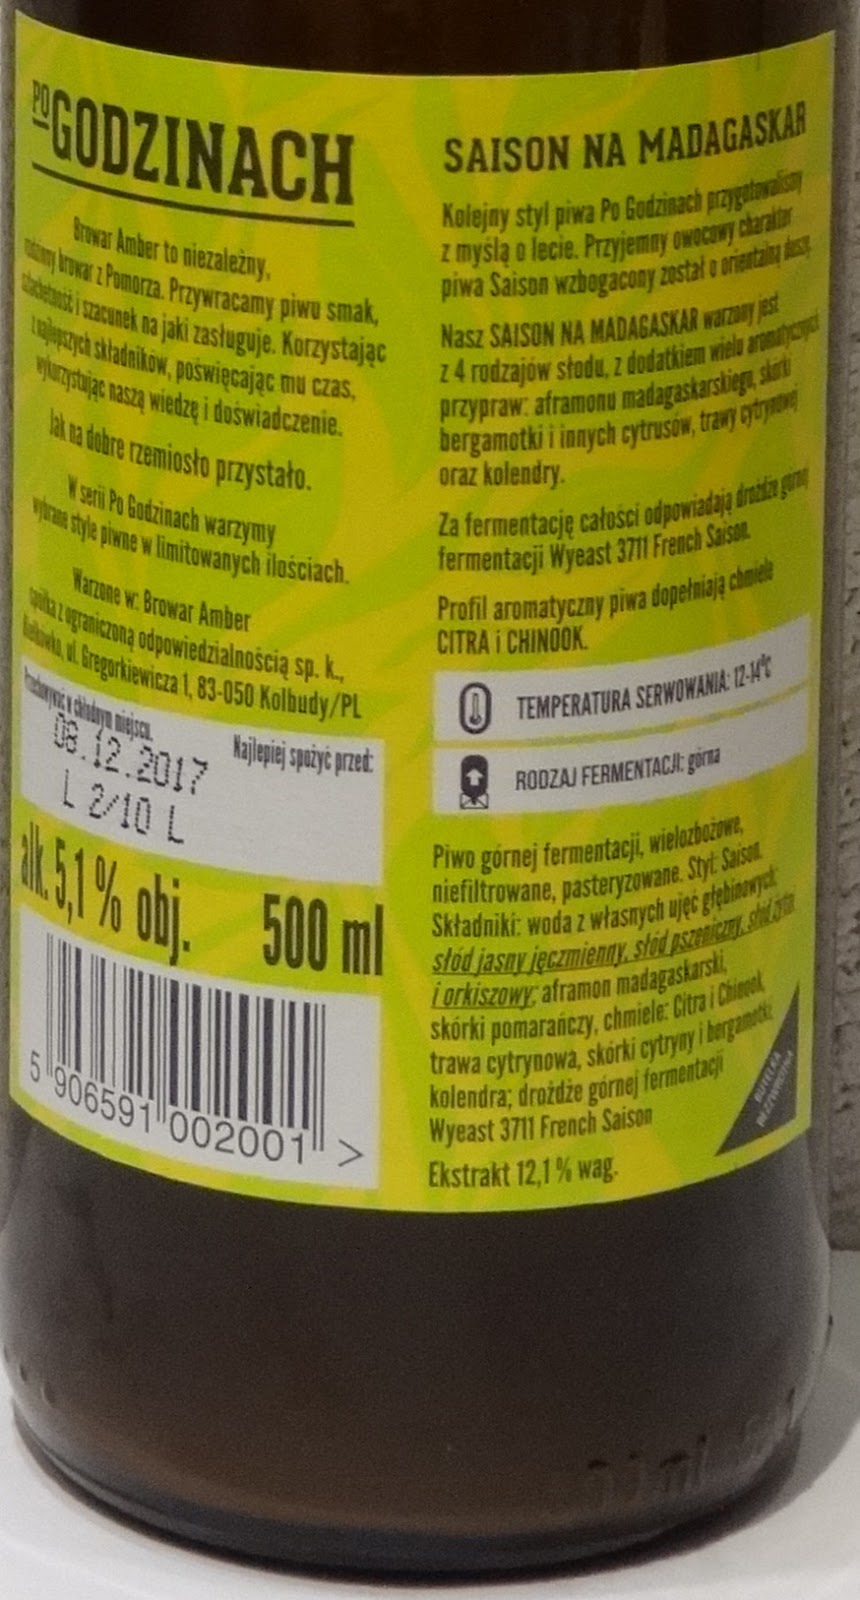 PO GODZINACH
Browar Amber to niezależny,
rodzinny browar z Pomorza. Przywracamy piwu smak,
szlachetność i szacunek na jaki zasługuje. Korzystając
z najlepszych składników, poświęcając mu czas,
wykorzystując naszą wiedzę i doświadczenie.
Jak na dobre rzemiosło przystało.
W serii Po Godzinach warzymy
wybrane style piwne w limitowanych ilościach.
Warzone w: Browar Amber
spółka z ograniczoną odpowiedzialnością sp. k.,
Bielkówko, ul. Gregorkiewicza 1, 83-050 Kolbudy/PL
Przechowywać w chłodnym miejscu.
Najlepiej spożyć przed:
08.12.2017
L 2/10 L
alk. 5,1 % obj.
500 ml
5 906591 002001 >
SAISON NA MADAGASKAR
Kolejny styl piwa Po Godzinach przygotowaliśmy
z myślą o lecie. Przyjemny owocowy charakter
piwa Saison wzbogacony został o orientalną duszę.
Nasz SAISON NA MADAGASKAR warzony jest
z 4 rodzajów słodu, z dodatkiem wielu aromatycznych
przypraw: aframonu madagaskarskiego, skórki
bergamotki i innych cytrusów, trawy cytrynowej
oraz kolendry.
Za fermentację całości odpowiadają drożdże górnej
fermentacji Wyeast 3711 French Saison.
Profil aromatyczny piwa dopełniają chmiele
CITRA i CHINOOK.
TEMPERATURA SERWOWANIA: 12-14°C
RODZAJ FERMENTACJI: górna
Piwo górnej fermentacji, wielozbożowe,
niefiltrowane, pasteryzowane. Styl: Saison.
Składniki: woda z własnych ujęć głębinowych;
słód jasny jęczmienny, słód pszeniczny, słód żytni
i orkiszowy; aframon madagaskarski,
skórki pomarańczy, chmiele: Citra i Chinook,
trawa cytrynowa, skórki cytryny i bergamotki,
kolendra; drożdże górnej fermentacji
Wyeast 3711 French Saison
Ekstrakt 12,1 % wag.
BUTELKA
BEZZWROTNA